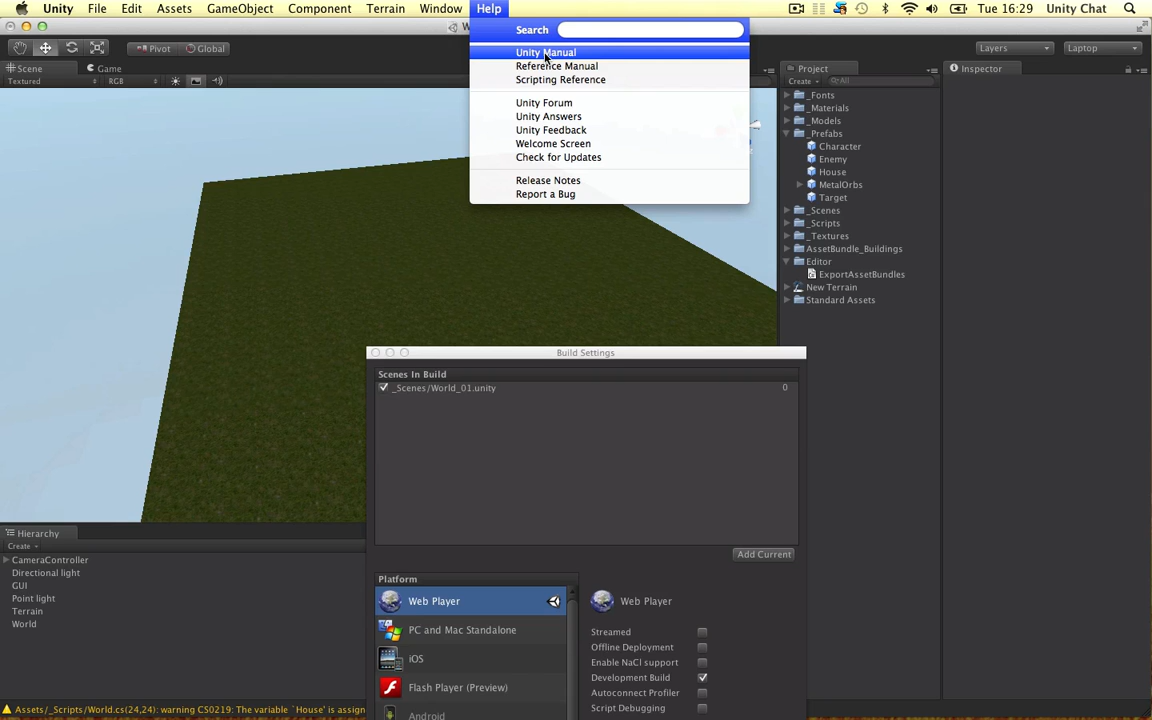 Unity File Edit Assets GameObject Component Terrain Window Help Tue 16:29 Unity Chat
Search
Unity Manual
Reference Manual
Scripting Reference
Unity Forum
Unity Answers
Unity Feedback
Welcome Screen
Check for Updates
Release Notes
Report a Bug
Pivot Global
Layers Laptop
Scene Game
Textured RGB
Project
Create All
_Fonts
_Materials
_Models
_Prefabs
Character
Enemy
House
MetalOrbs
Target
_Scenes
_Scripts
_Textures
AssetBundle_Buildings
Editor
ExportAssetBundles
New Terrain
Standard Assets
Inspector
Build Settings
Scenes In Build
_Scenes/World_01.unity 0
Add Current
Platform
Web Player
PC and Mac Standalone
iOS
Flash Player (Preview)
Android
Web Player
Streamed
Offline Deployment
Enable NaCl support
Development Build
Autoconnect Profiler
Script Debugging
Hierarchy
Create
CameraController
Directional light
GUI
Point light
Terrain
World
Assets/_Scripts/World.cs(24,24): warning CS0219: The variable `House' is assign